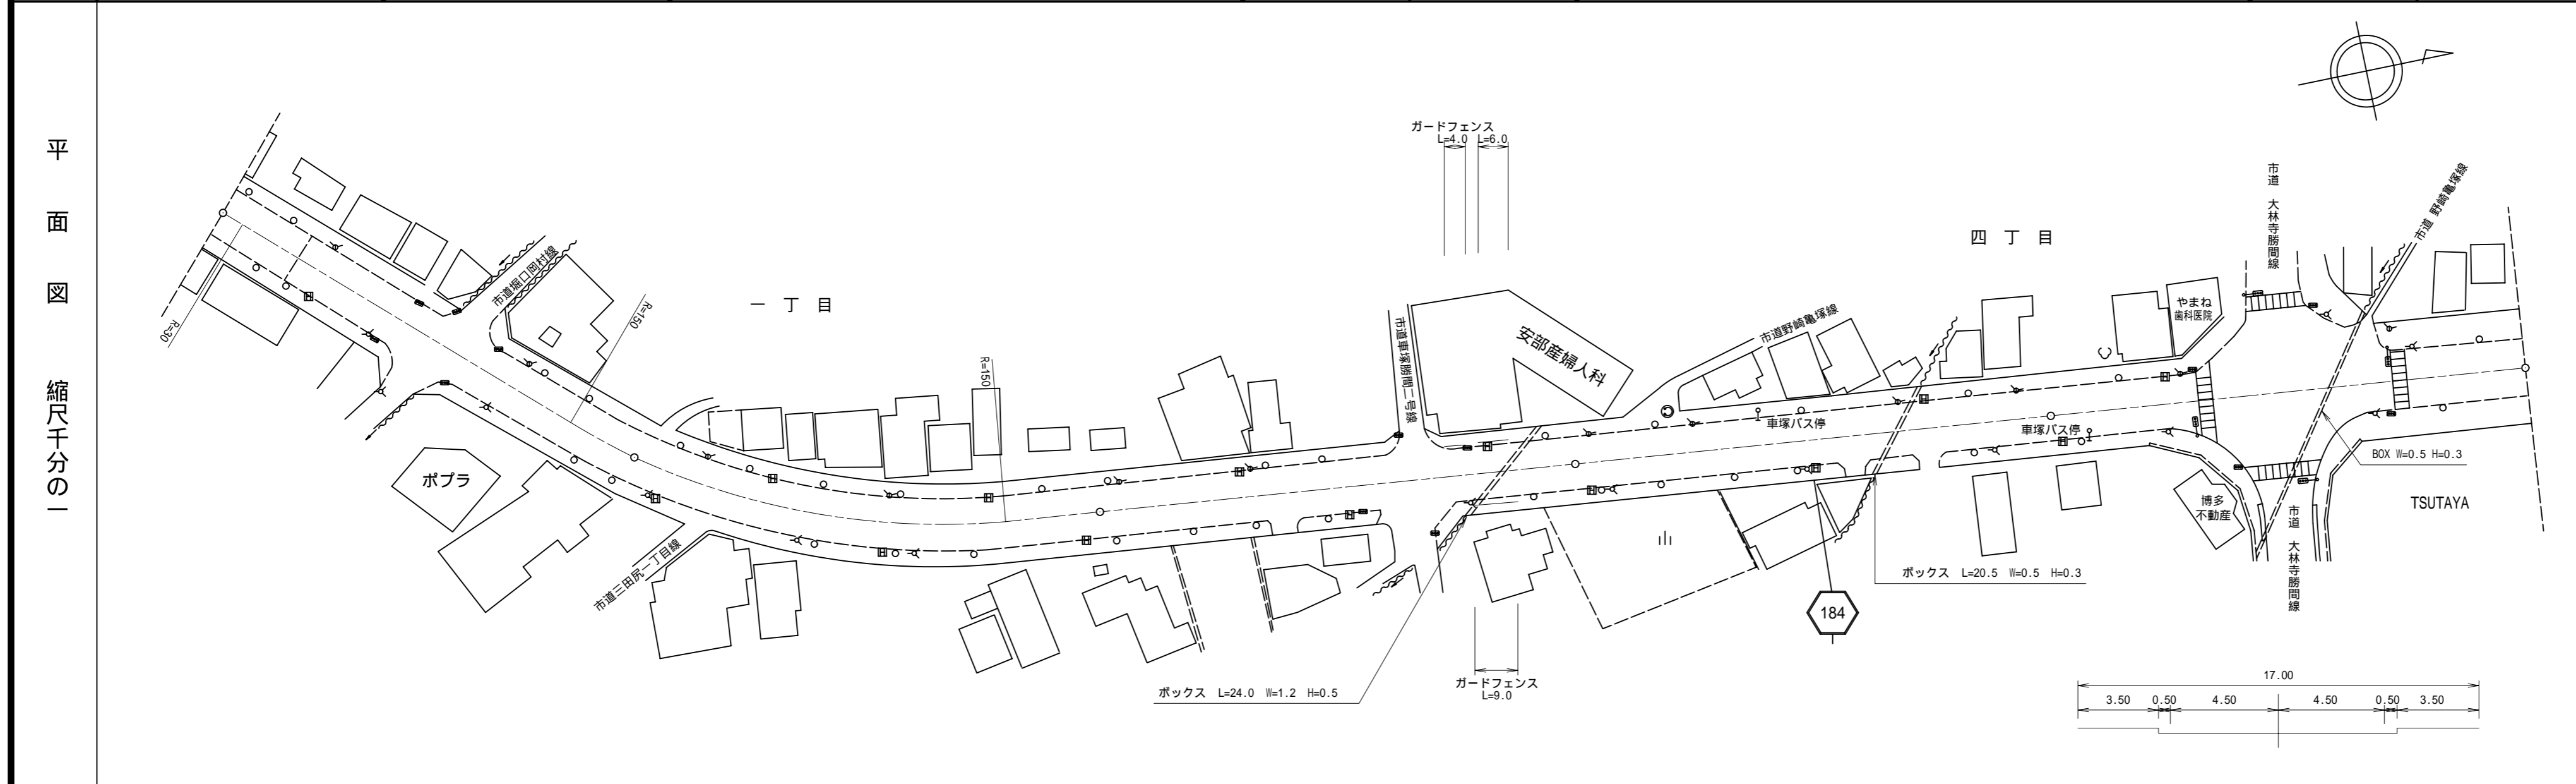 平面図 縮尺千分の一
R=30
市道堀口岡村線
R=150
一丁目
R=150
ポプラ
市道三田尻一丁目線
ガードフェンス
L=4.0 L=6.0
市道車塚勝間二号線
安部産婦人科
市道野崎亀塚線
車塚バス停
四丁目
やまね
歯科医院
市道 大林寺勝間線
市道 野崎亀塚線
車塚バス停
BOX W=0.5 H=0.3
TSUTAYA
博多
不動産
市道 大林寺勝間線
ボックス L=20.5 W=0.5 H=0.3
184
ボックス L=24.0 W=1.2 H=0.5
ガードフェンス
L=9.0
17.00
3.50 0.50 4.50 4.50 0.50 3.50